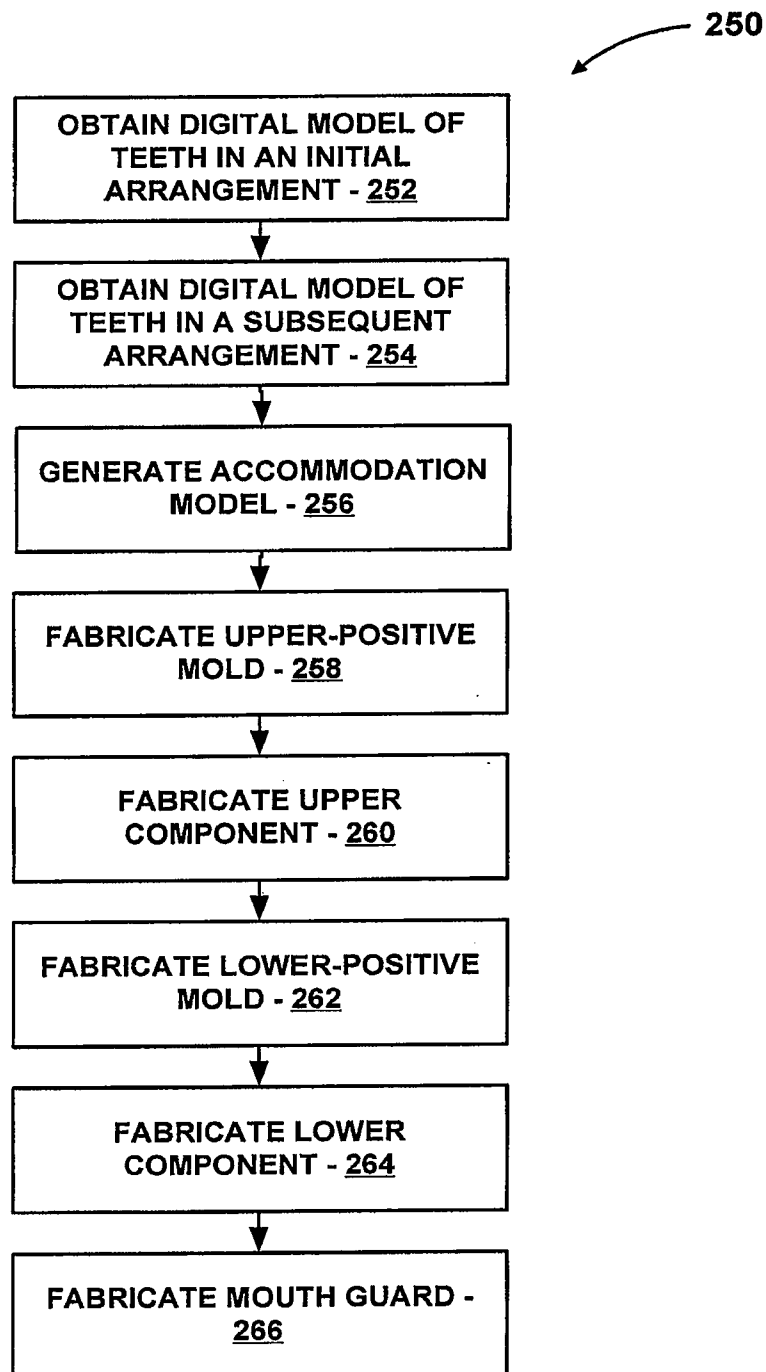 250
OBTAIN DIGITAL MODEL OF
TEETH IN AN INITIAL
ARRANGEMENT - 252
OBTAIN DIGITAL MODEL OF
TEETH IN A SUBSEQUENT
ARRANGEMENT - 254
GENERATE ACCOMMODATION
MODEL - 256
FABRICATE UPPER-POSITIVE
MOLD - 258
FABRICATE UPPER
COMPONENT - 260
FABRICATE LOWER-POSITIVE
MOLD - 262
FABRICATE LOWER
COMPONENT - 264
FABRICATE MOUTH GUARD -
266